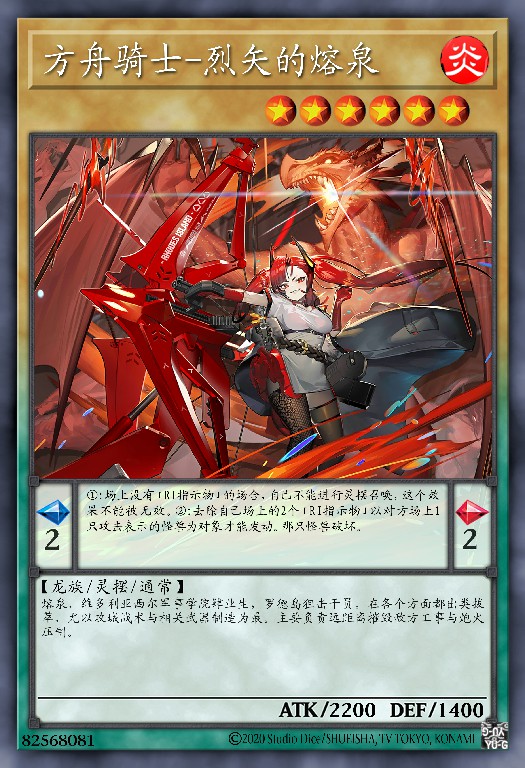 方舟骑士-烈矢的熔泉
炎
RHODES ISLAND
①:场上没有「RI指示物」的场合,自己不能进行灵摆召唤,这个效
果不能被无效。②:去除自己场上的2个「RI指示物」以对方场上1
只攻击表示的怪兽为对象才能发动。那只怪兽破坏。
2
2
【龙族/灵摆/通常】
熔泉,维多利亚西尔军事学院肄业生,罗德岛狙击干员,在各个方面都出类拔
萃,尤以攻城战术与相关武器制造为最,主要负责远距离摧毁敌方工事与炮火
压制。
ATK/2200 DEF/1400
82568081
©2020 Studio Dice/SHUEISHA, TV TOKYO, KONAMI